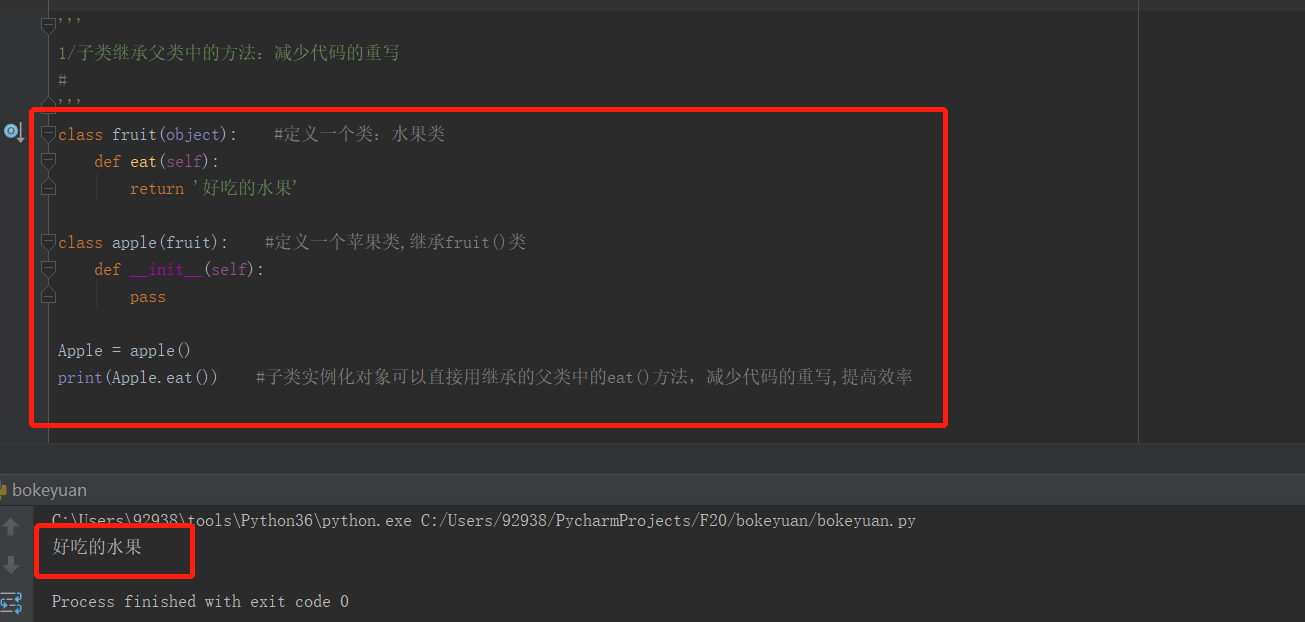 '''
1/子类继承父类中的方法：减少代码的重写
#
'''
class fruit(object):    #定义一个类：水果类
    def eat(self):
        return '好吃的水果'
class apple(fruit):    #定义一个苹果类,继承fruit()类
    def __init__(self):
        pass
Apple = apple()
print(Apple.eat())    #子类实例化对象可以直接用继承的父类中的eat()方法，减少代码的重写,提高效率
bokeyuan
C:\Users\92938\tools\Python36\python.exe C:/Users/92938/PycharmProjects/F20/bokeyuan/bokeyuan.py
好吃的水果
Process finished with exit code 0